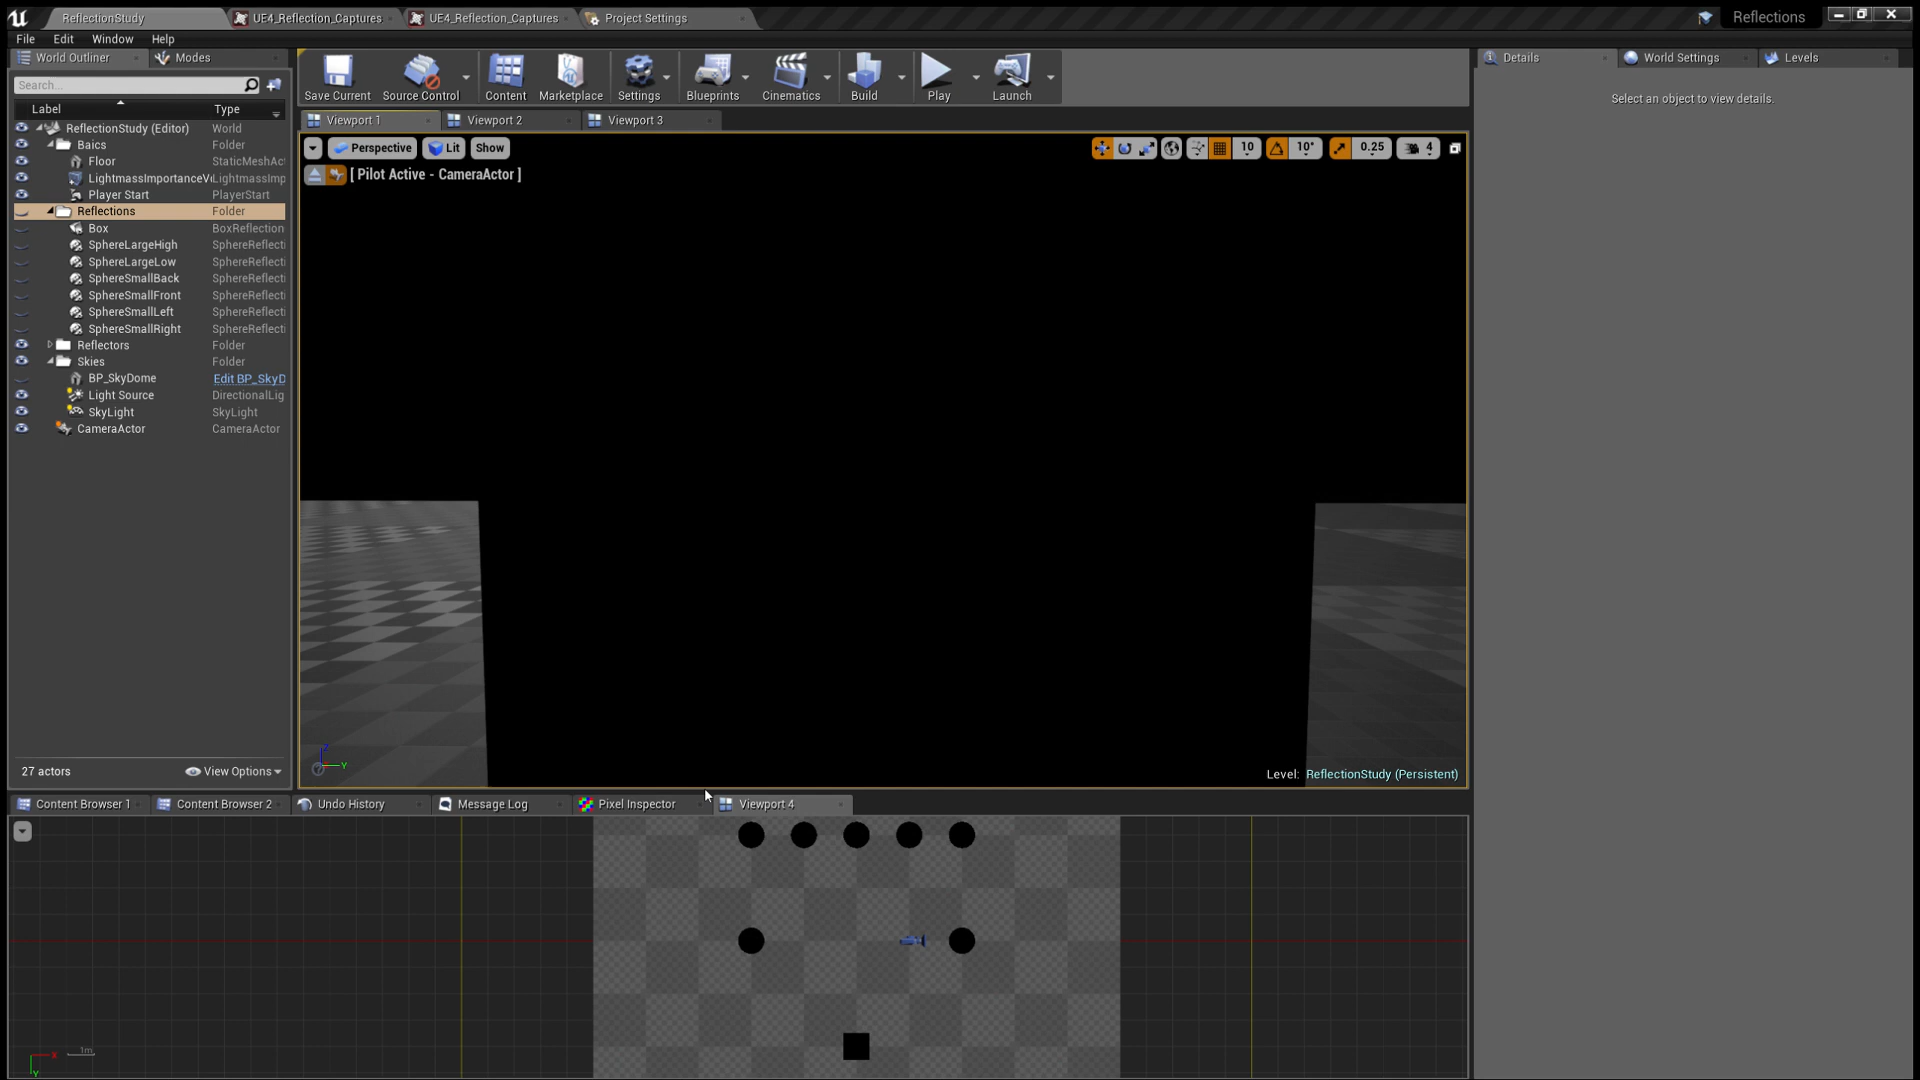 ReflectionStudy UE4_Reflection_Captures UE4_Reflection_Captures Project Settings Reflections
File Edit Window Help
World Outliner Modes
Search...
Label Type
ReflectionStudy (Editor) World
Baics Folder
Floor StaticMeshAc
LightmassImportanceV LightmassImp
Player Start PlayerStart
Reflections Folder
Box BoxReflection
SphereLargeHigh SphereReflecti
SphereLargeLow SphereReflecti
SphereSmallBack SphereReflecti
SphereSmallFront SphereReflecti
SphereSmallLeft SphereReflecti
SphereSmallRight SphereReflecti
Reflectors Folder
Skies Folder
BP_SkyDome Edit BP_SkyD
Light Source DirectionalLig
SkyLight SkyLight
CameraActor CameraActor
27 actors View Options
Save Current Source Control Content Marketplace Settings Blueprints Cinematics Build Play Launch
Viewport 1 Viewport 2 Viewport 3
Perspective Lit Show 10 10° 0.25 4
[ Pilot Active - CameraActor ]
Z
Y
Level: ReflectionStudy (Persistent)
Details World Settings Levels
Select an object to view details.
Content Browser 1 Content Browser 2 Undo History Message Log Pixel Inspector Viewport 4
X 1m
Y